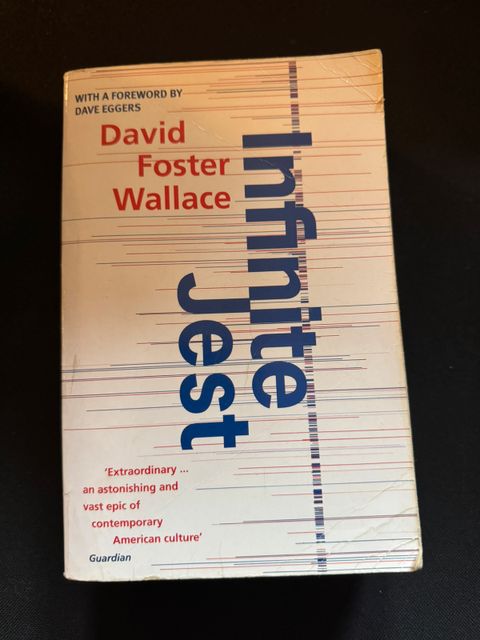 WITH A FOREWORD BY
DAVE EGGERS
David
Foster
Wallace
Infinite
Jest
'Extraordinary ...
an astonishing and
vast epic of
contemporary
American culture'
Guardian